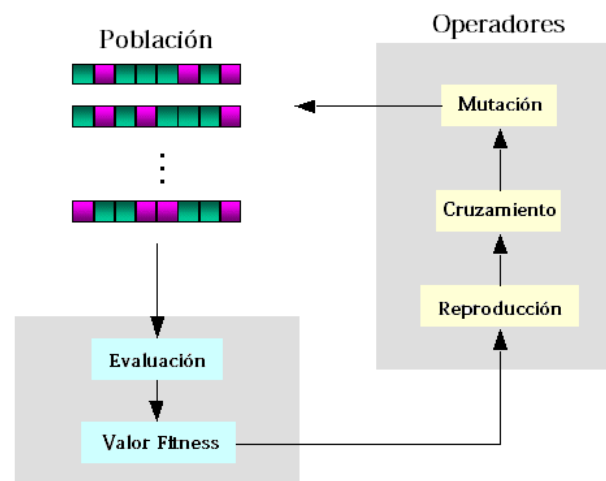 Población
Operadores
Mutación
Cruzamiento
Reproducción
Evaluación
Valor Fitness